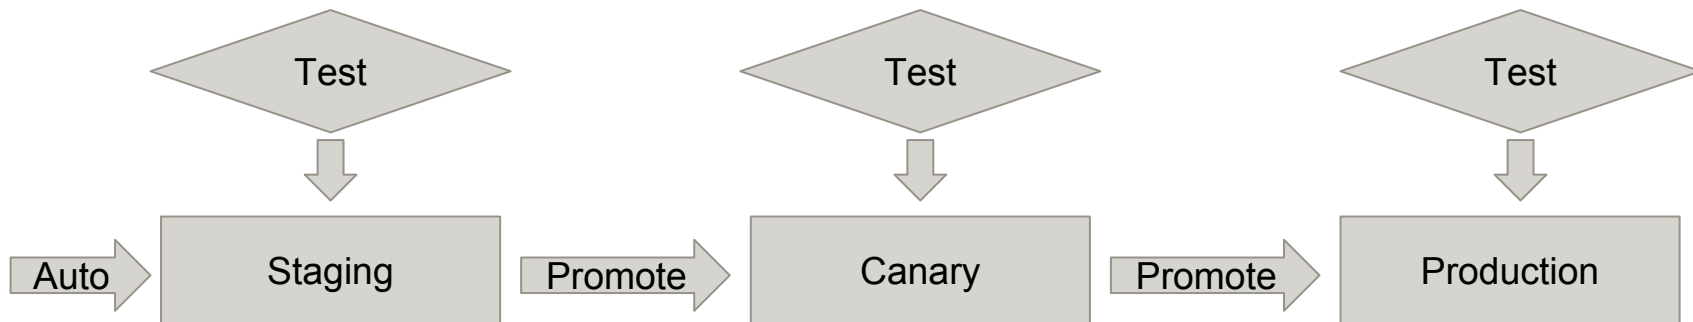 Test
Test
Test
Auto
Staging
Promote
Canary
Promote
Production